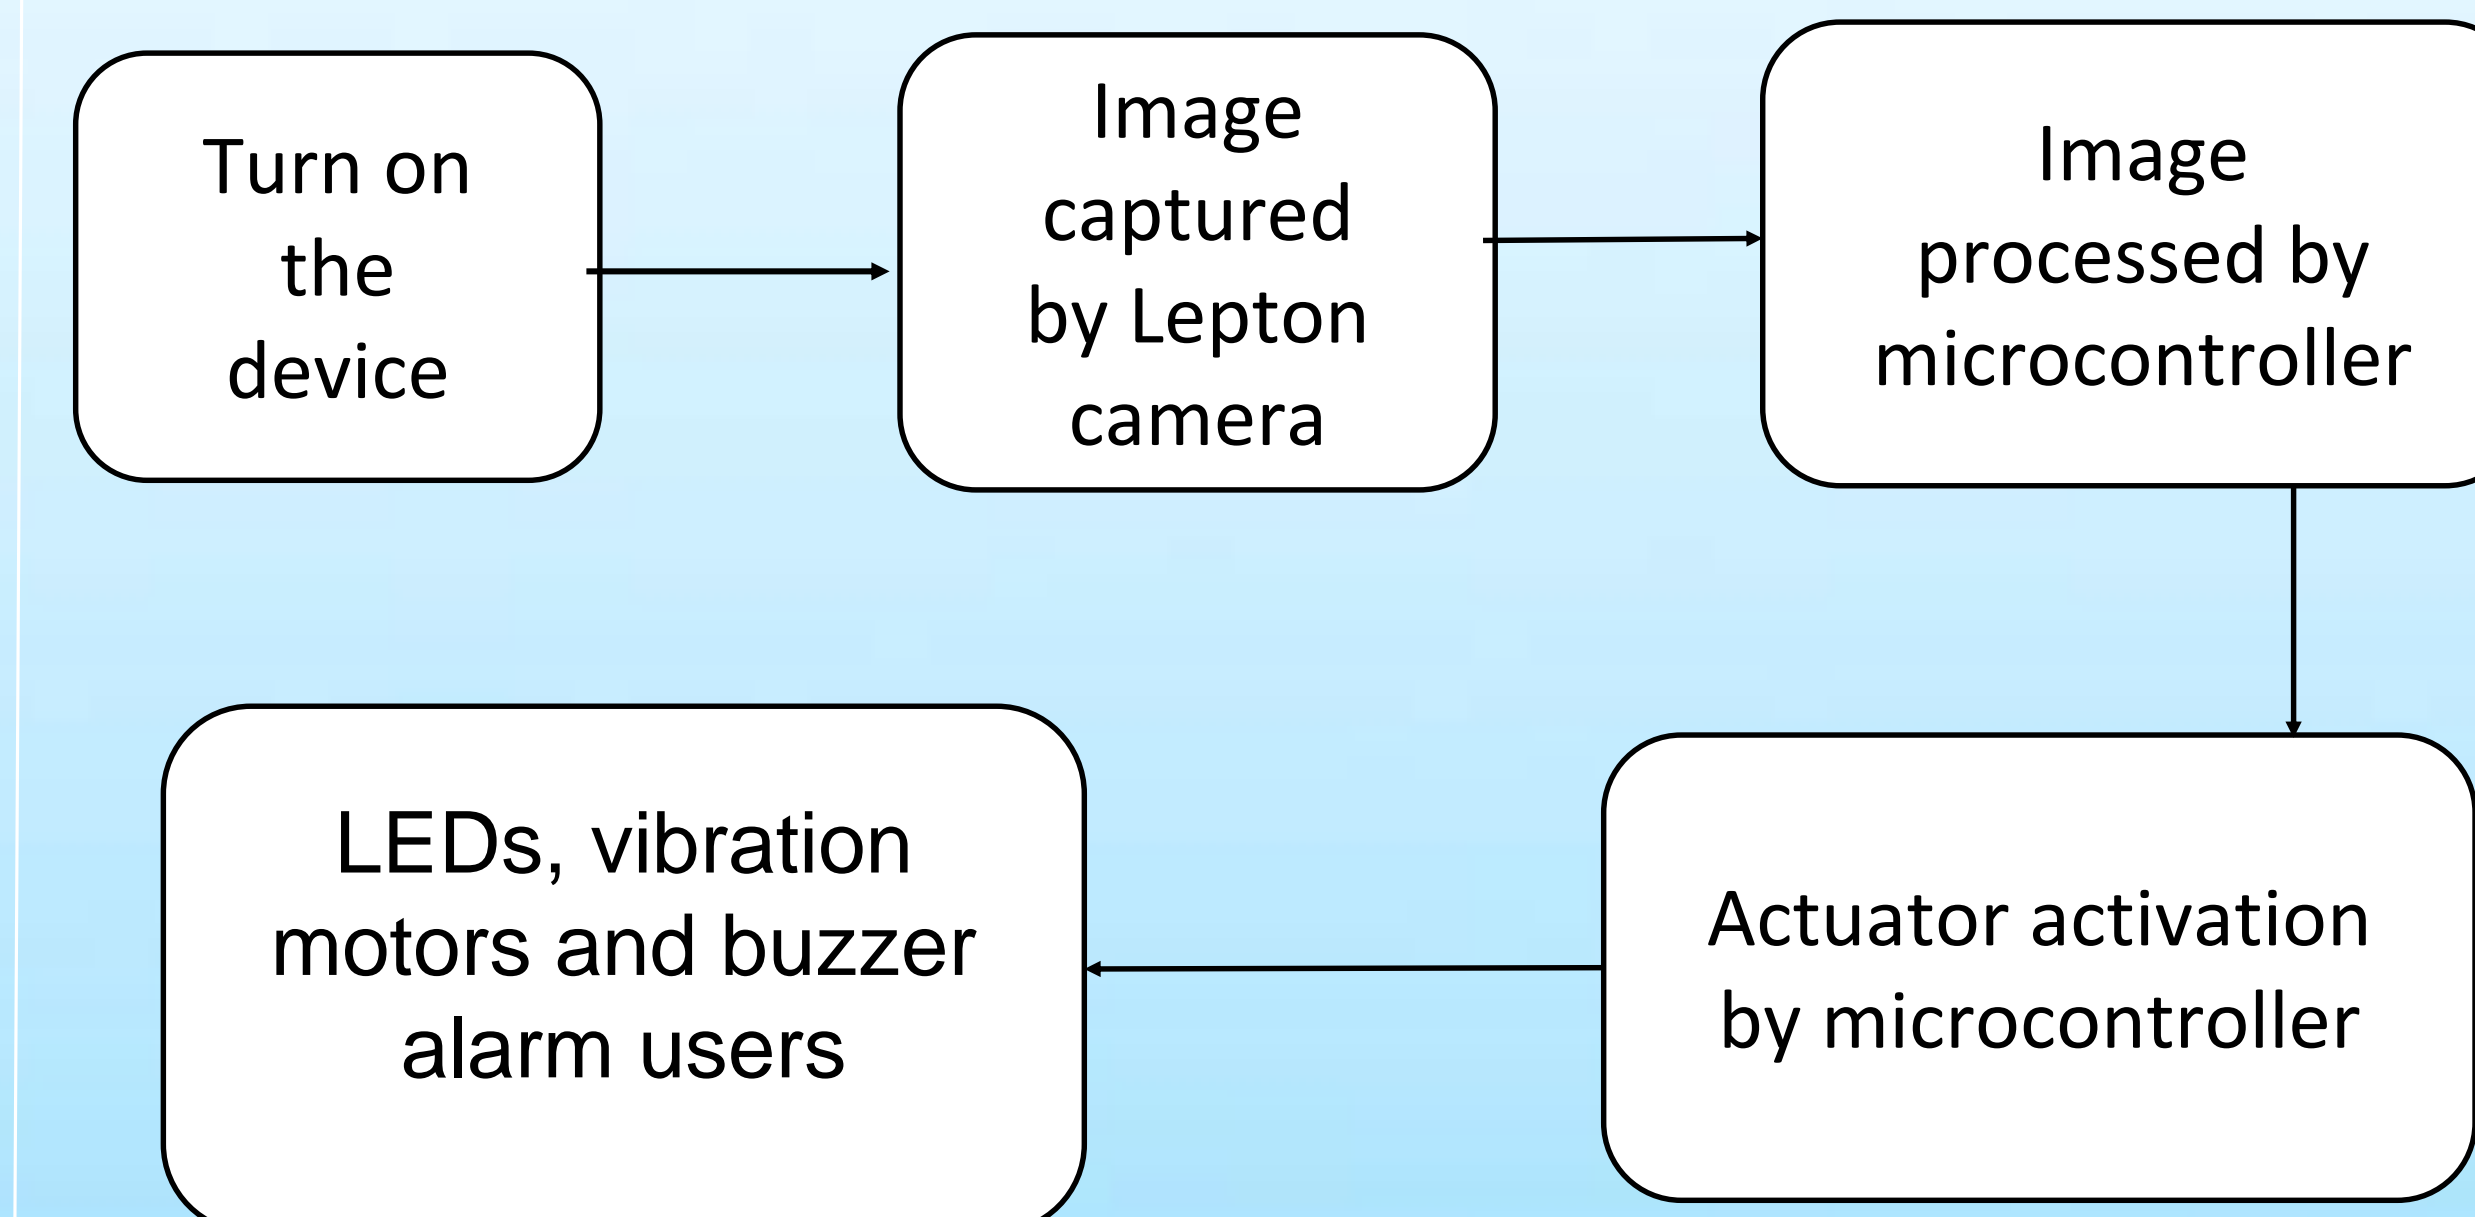 Turn on
the
device
Image
captured
by Lepton
camera
Image
processed by
microcontroller
Actuator activation
by microcontroller
LEDs, vibration
motors and buzzer
alarm users